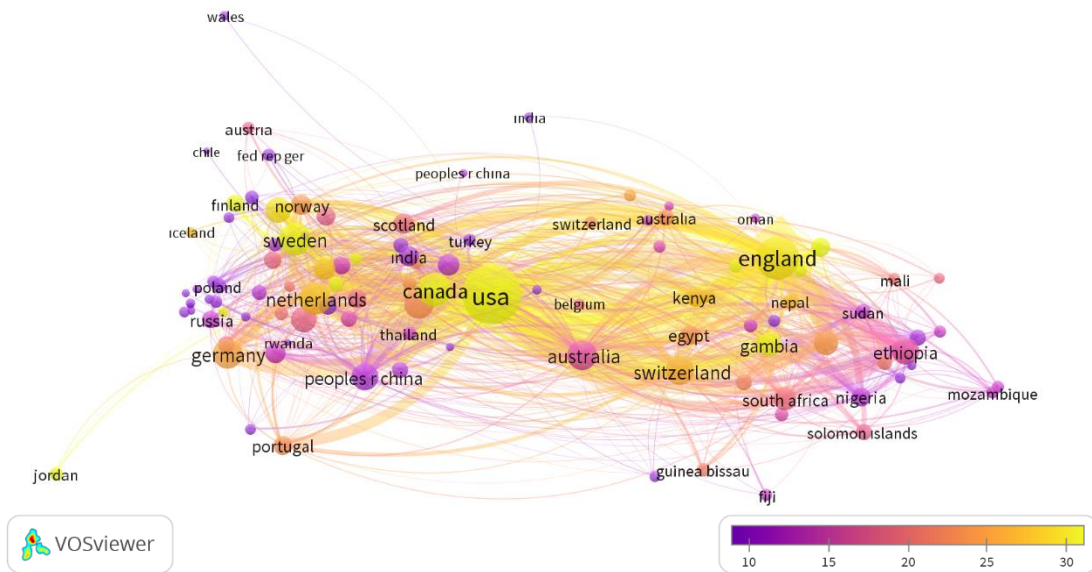 wales
india
austria
chile
fed rep ger
peoples r china
finland
norway
iceland
sweden
scotland
turkey
india
switzerland
australia
oman
england
mali
poland
netherlands
canada
usa
belgium
kenya
nepal
sudan
russia
rwanda
thailand
germany
peoples r china
australia
egypt
gambia
ethiopia
switzerland
south africa
nigeria
mozambique
portugal
solomon islands
jordan
guinea bissau
fiji
VOSviewer
10 15 20 25 30